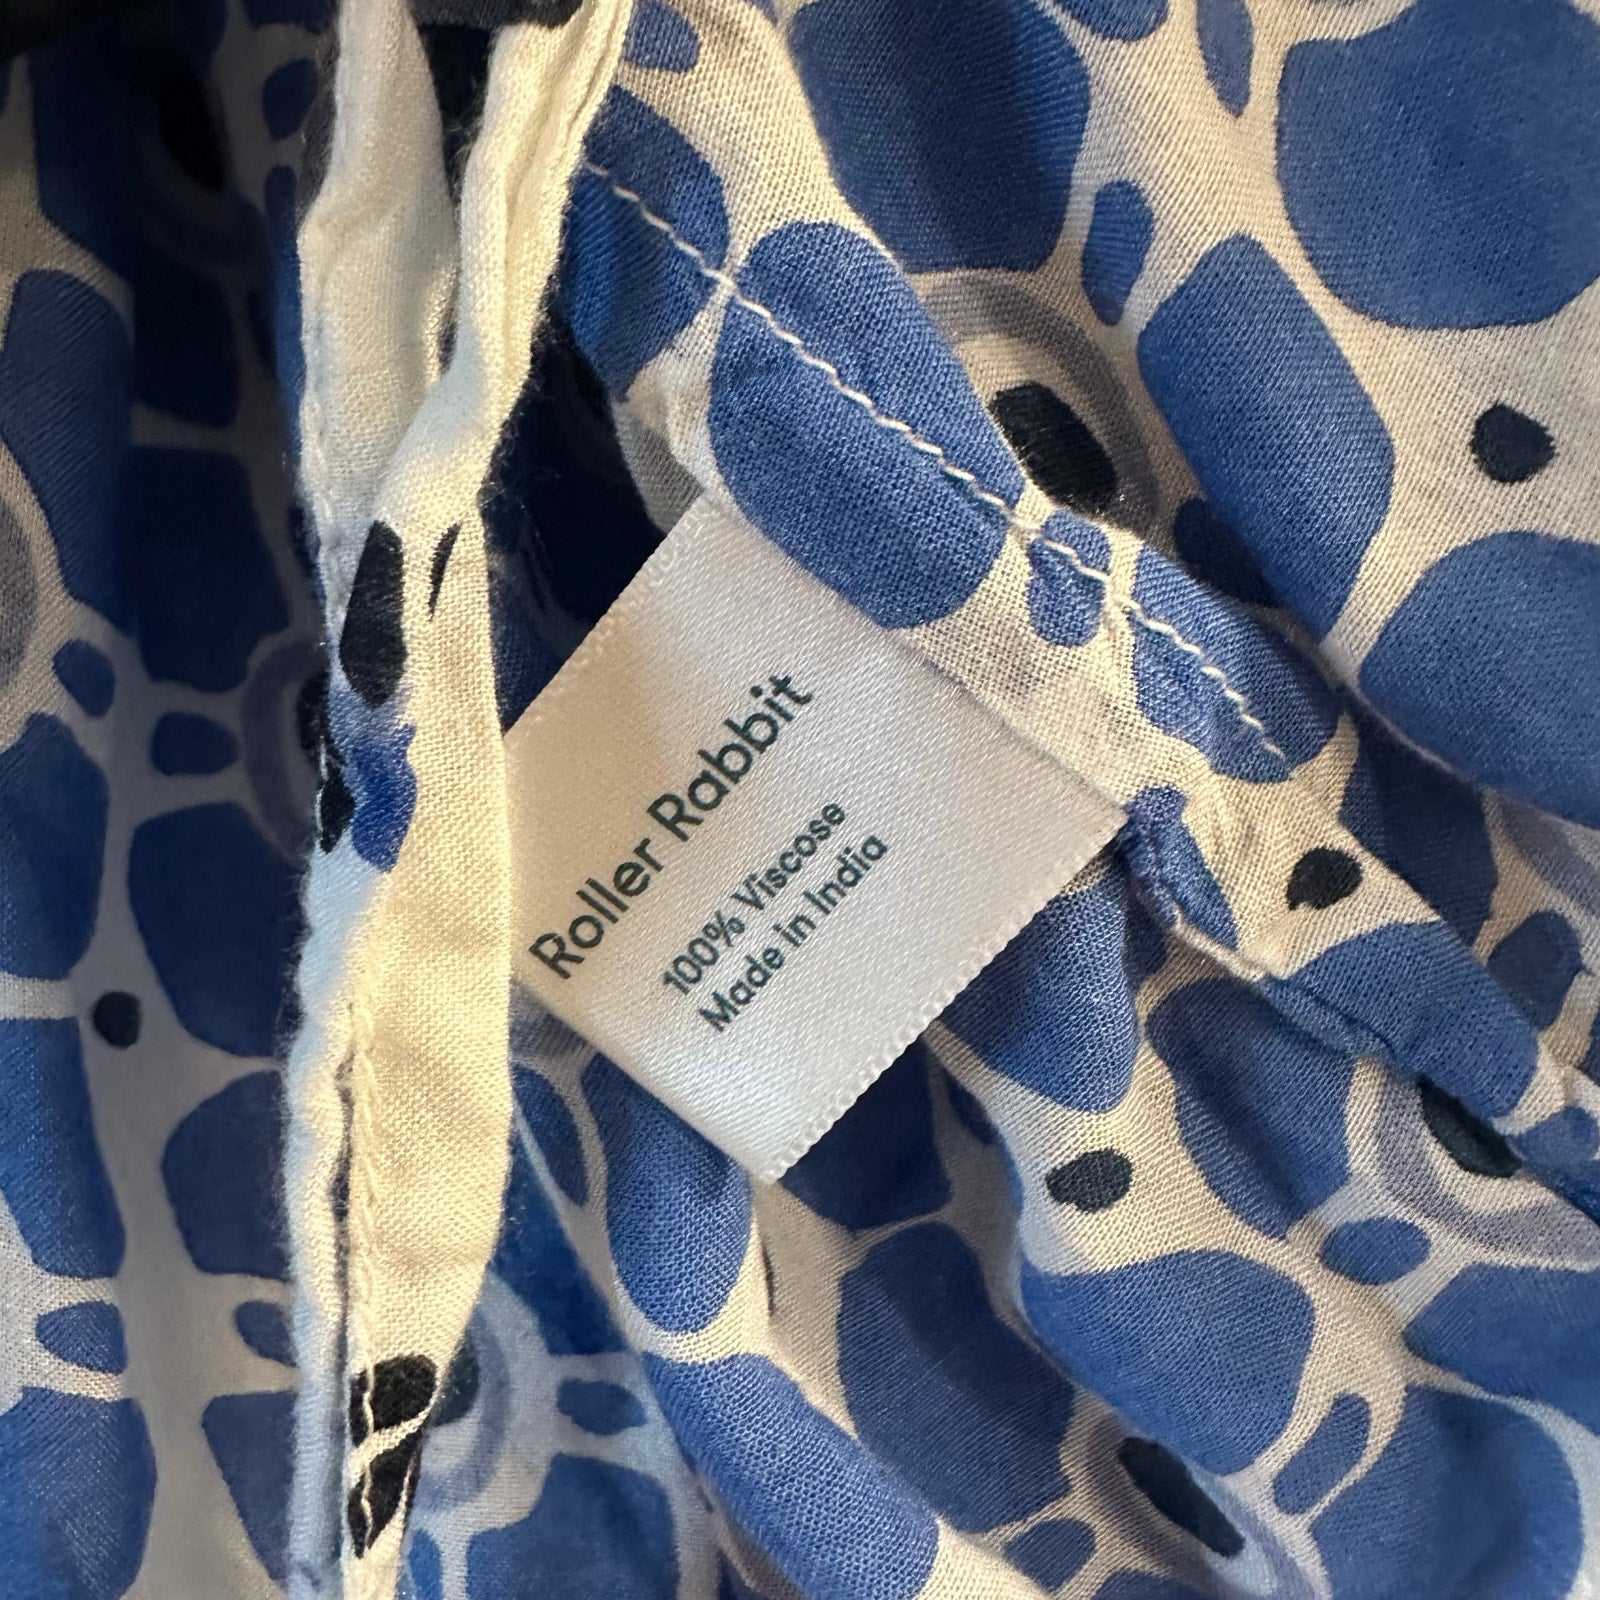 Roller Rabbit
100% Viscose
Made in India